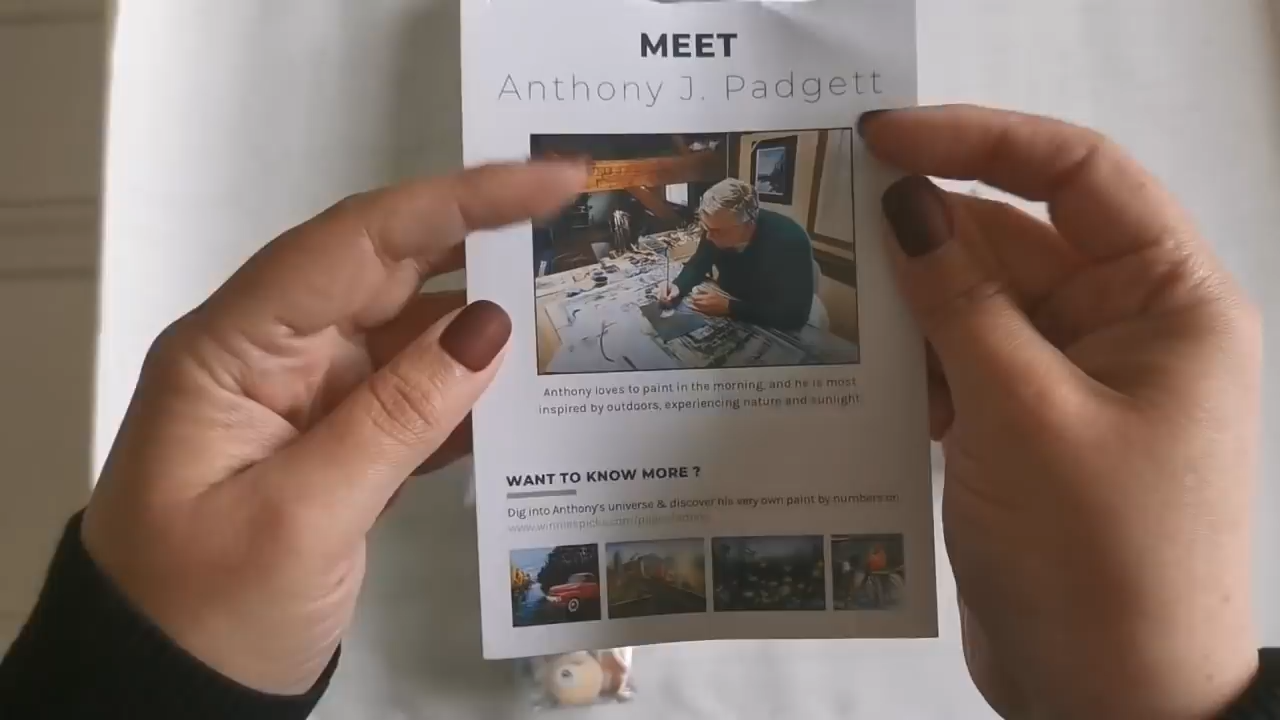 MEET
Anthony J. Padgett
Anthony loves to paint in the morning, and he is most
inspired by outdoors, experiencing nature and sunlight
WANT TO KNOW MORE ?
Dig into Anthony's universe & discover his very own paint by numbers on